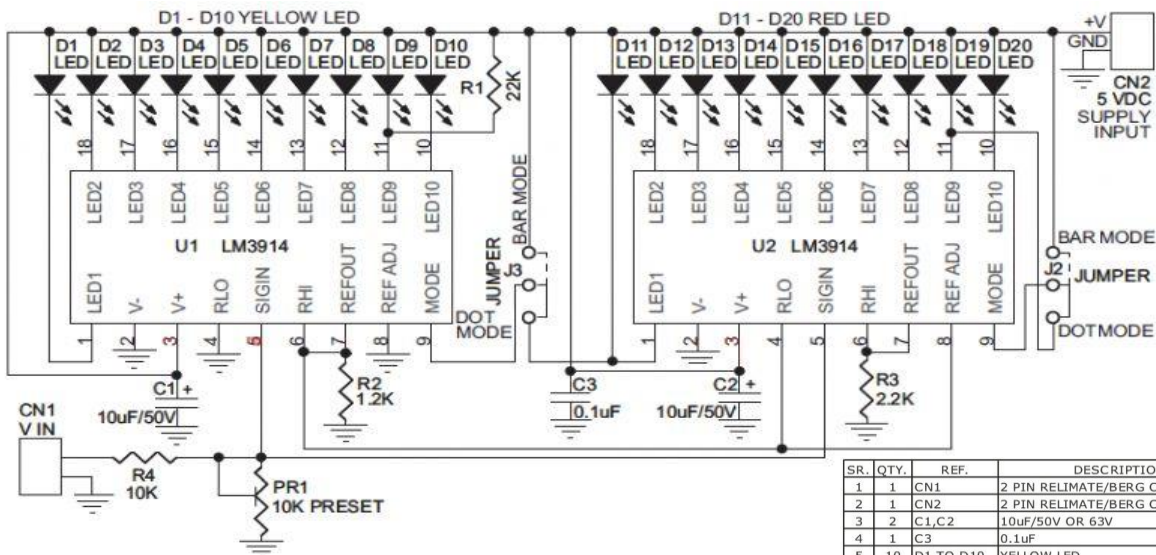 D1 - D10 YELLOW LED
D11 - D20 RED LED
+V
GND
CN2
5 VDC
SUPPLY
INPUT
D1 D2 D3 D4 D5 D6 D7 D8 D9 D10
LED LED LED LED LED LED LED LED LED LED
R1
22K
D11 D12 D13 D14 D15 D16 D17 D18 D19 D20
LED LED LED LED LED LED LED LED LED LED
18 17 16 15 14 13 12 11 10
LED2 LED3 LED4 LED5 LED6 LED7 LED8 LED9 LED10
U1 LM3914
LED1 V- V+ RLO SIGIN RHI REFOUT REF ADJ MODE
1 2 3 4 5 6 7 8 9
BAR MODE
J3
JUMPER
DOT
MODE
18 17 16 15 14 13 12 11 10
LED2 LED3 LED4 LED5 LED6 LED7 LED8 LED9 LED10
U2 LM3914
LED1 V- V+ RLO SIGIN RHI REFOUT REF ADJ MODE
1 2 3 4 5 6 7 8 9
BAR MODE
J2
JUMPER
DOT MODE
C1 +
10uF/50V
R2
1.2K
C3
0.1uF
C2 +
10uF/50V
R3
2.2K
CN1
V IN
R4
10K
PR1
10K PRESET
SR. QTY. REF. DESCRIPTIO
1 1 CN1 2 PIN RELIMATE/BERG C
2 1 CN2 2 PIN RELIMATE/BERG C
3 2 C1,C2 10uF/50V OR 63V
4 1 C3 0.1uF
5 10 D1 TO D10 YELLOW LED